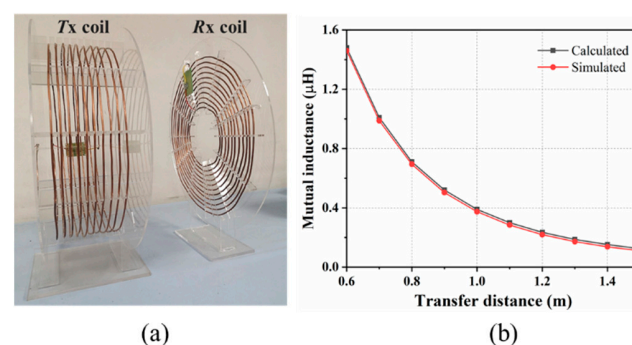 Tx coil
Rx coil
(a)
1.6
1.2
0.8
0.4
0.0
Mutual inductance (μH)
Calculated
Simulated
0.6
0.8
1.0
1.2
1.4
Transfer distance (m)
(b)